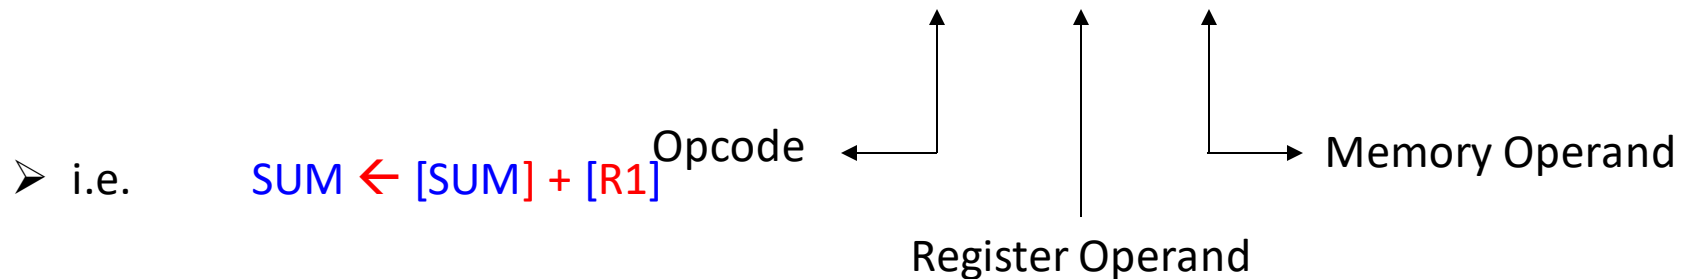 Opcode
Memory Operand
➢ i.e. SUM ← [SUM] + [R1]
Register Operand